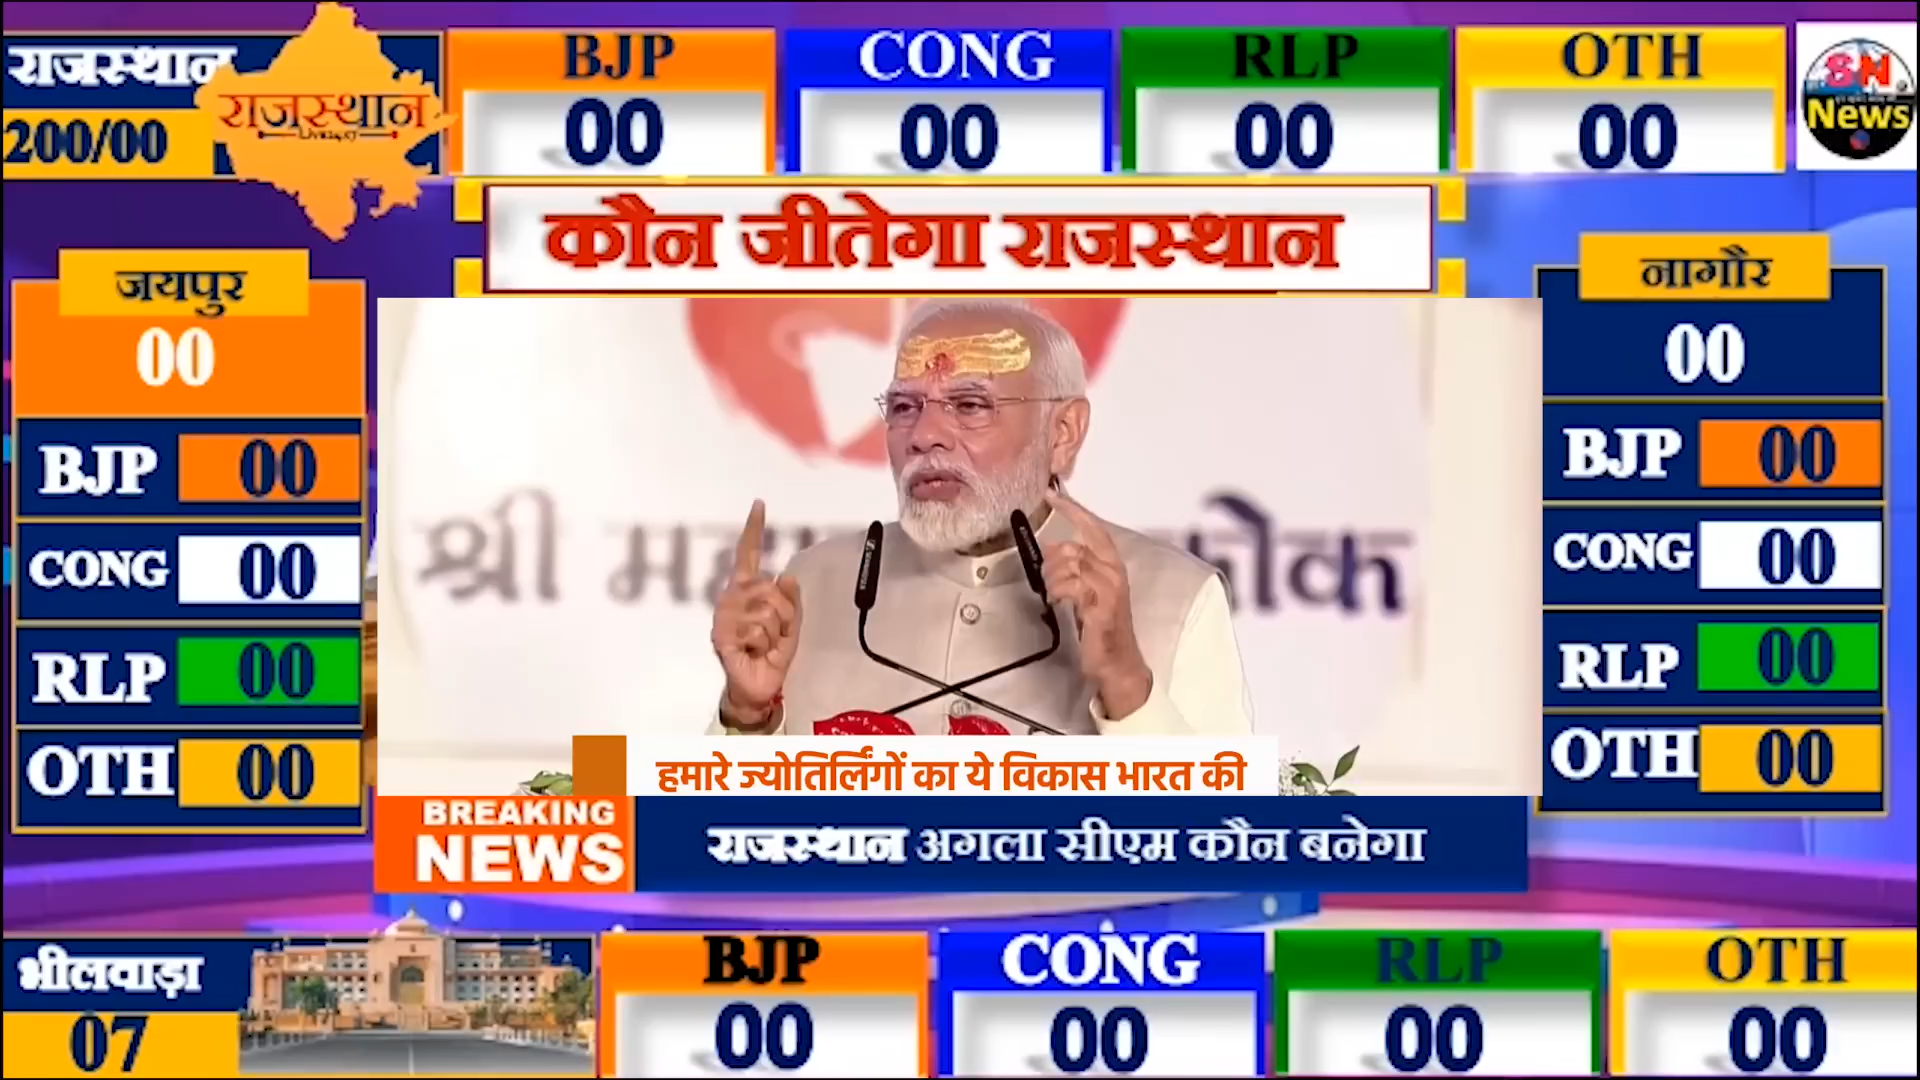 राजस्थान
200/00
राजस्थान
BJP
00
CONG
00
RLP
00
OTH
00
SN
News
कौन जीतेगा राजस्थान
जयपुर
00
BJP 00
CONG 00
RLP 00
OTH 00
नागौर
00
BJP 00
CONG 00
RLP 00
OTH 00
श्री महा
लोक
हमारे ज्योतिर्लिंगों का ये विकास भारत की
BREAKING
NEWS
राजस्थान अगला सीएम कौन बनेगा
भीलवाड़ा
07
BJP
00
CONG
00
RLP
00
OTH
00